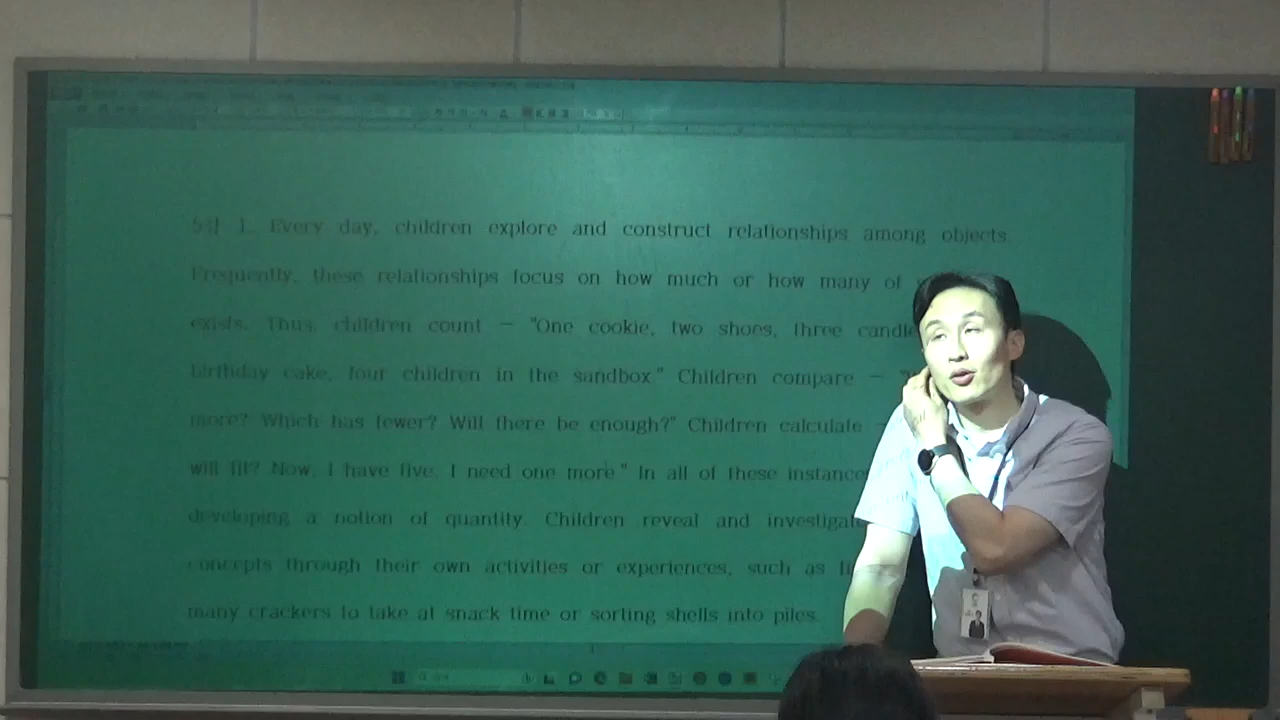 5강 1. Every day, children explore and construct relationships among objects.
Frequently, these relationships focus on how much or how many of
exists. Thus, children count - "One cookie, two shoes, three
birthday cake, four children in the sandbox." Children compare -
more? Which has fewer? Will there be enough?" Children calculate -
will fit? Now, I have five. I need one more." In all of these
developing a notion of quantity. Children reveal and
concepts through their own activities or experiences, such as
many crackers to take at snack time or sorting shells into piles.